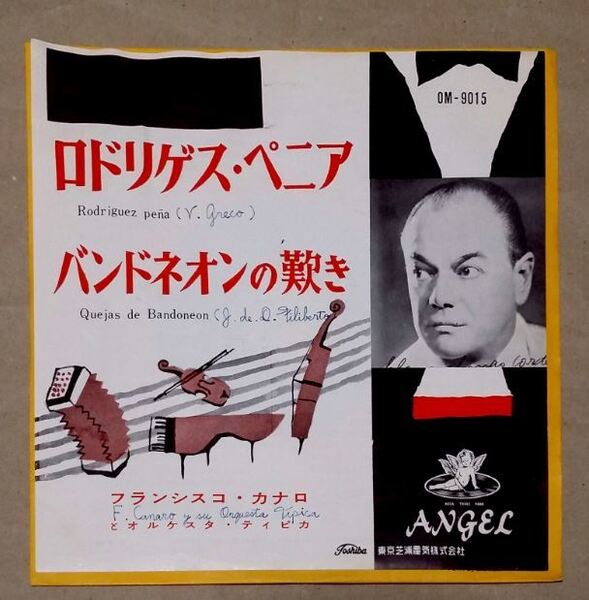 OM-9015
ロドリゲス・ペニア
Rodriguez peña (V. Greco)
バンドネオンの歎き
Quejas de Bandoneon (J. de. D. Filiberto)
フランシスコ・カナロ
F. Canaro y su Orquesta Típica
とオルケスタ・ティピカ
ANGEL
Toshiba 東京芝浦電気株式会社